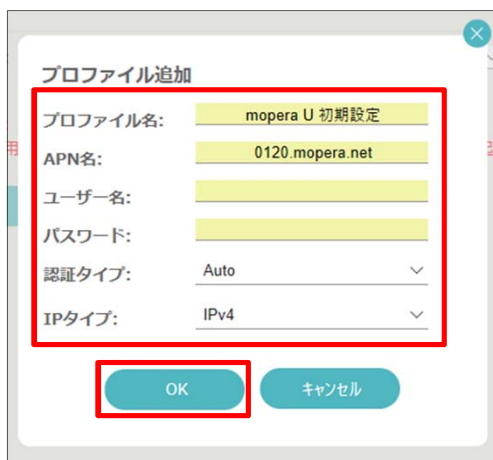 プロファイル追加
プロファイル名: mopera U 初期設定
APN名: 0120.mopera.net
ユーザー名:
パスワード:
認証タイプ: Auto
IPタイプ: IPv4
OK キャンセル